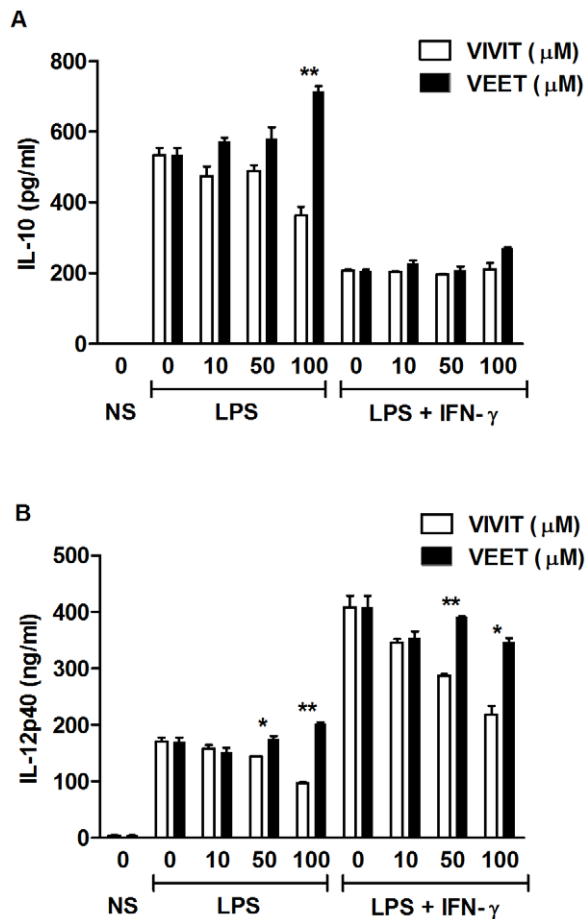 A
VIVIT ( μM)
VEET ( μM)
IL-10 (pg/ml)
800
600
400
200
0
**
0 0 10 50 100 0 10 50 100
NS LPS LPS + IFN- γ
B
VIVIT ( μM)
VEET ( μM)
IL-12p40 (ng/ml)
500
400
300
200
100
0
* ** ** *
0 0 10 50 100 0 10 50 100
NS LPS LPS + IFN- γ